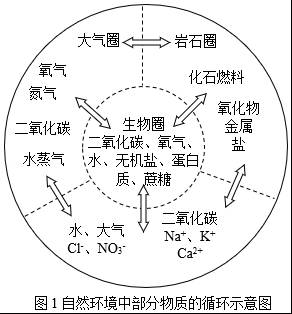 大气圈
岩石圈
氧气
氮气
二氧化碳
水蒸气
化石燃料
氧化物
金属
盐
生物圈
二氧化碳、氧气、
水、无机盐、蛋白
质、蔗糖
水、大气
Cl⁻、NO₃⁻
二氧化碳
Na⁺、K⁺
Ca²⁺
图 1 自然环境中部分物质的循环示意图